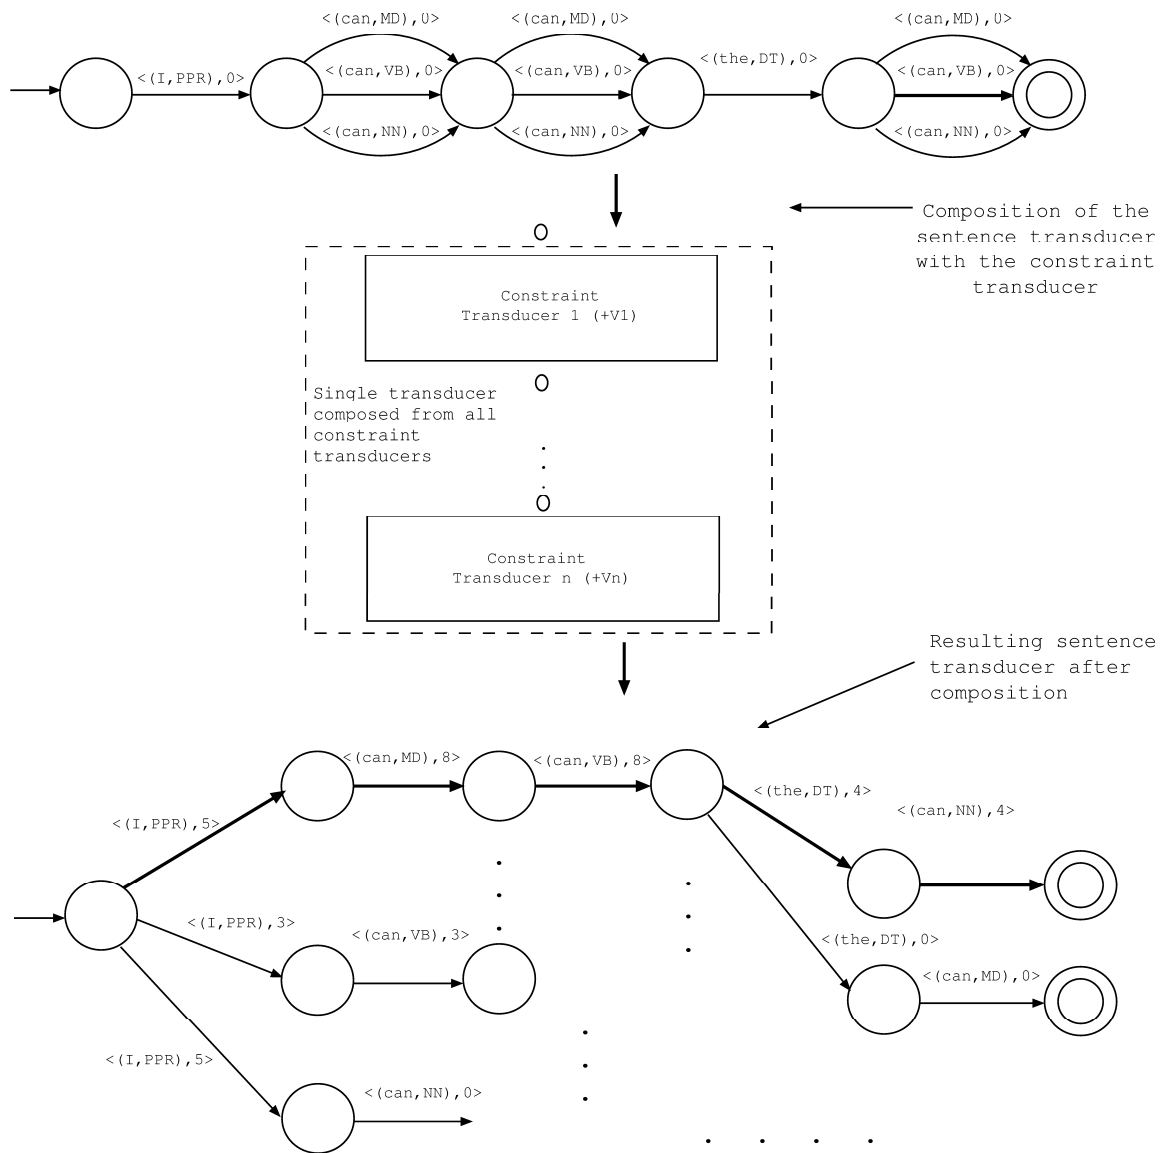 <(can,MD),0>
<(can,MD),0>
<(can,MD),0>
<(I,PPR),0>
<(can,VB),0>
<(can,VB),0>
<(the,DT),0>
<(can,VB),0>
<(can,NN),0>
<(can,NN),0>
<(can,NN),0>
Composition of the
sentence transducer
with the constraint
transducer
Constraint
Transducer 1 (+V1)
Single transducer
composed from all
constraint
transducers
Constraint
Transducer n (+Vn)
Resulting sentence
transducer after
composition
<(can,MD),8>
<(can,VB),8>
<(the,DT),4>
<(can,NN),4>
<(I,PPR),5>
<(I,PPR),3>
<(can,VB),3>
<(the,DT),0>
<(can,MD),0>
<(I,PPR),5>
<(can,NN),0>